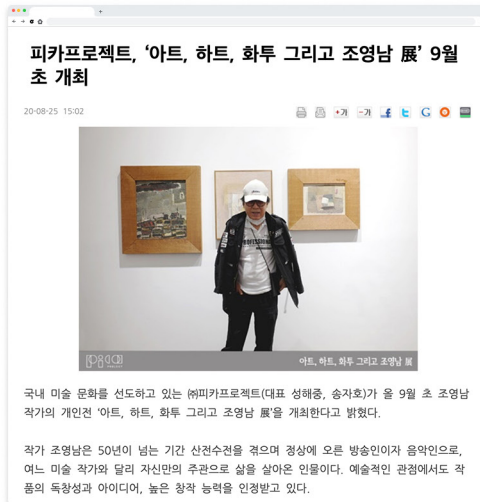 피카프로젝트, ‘아트, 하트, 화투 그리고 조영남 展’ 9월
초 개최
20-08-25 15:02
+가 -가
PROFESSIONAL
PICA
PROJECT
아트, 하트, 화투 그리고 조영남 展
국내 미술 문화를 선도하고 있는 ㈜피카프로젝트(대표 성해중, 송자호)가 올 9월 초 조영남
작가의 개인전 ‘아트, 하트, 화투 그리고 조영남 展’을 개최한다고 밝혔다.
작가 조영남은 50년이 넘는 기간 산전수전을 겪으며 정상에 오른 방송인이자 음악인으로,
여느 미술 작가와 달리 자신만의 주관으로 삶을 살아온 인물이다. 예술적인 관점에서도 작
품의 독창성과 아이디어, 높은 창작 능력을 인정받고 있다.